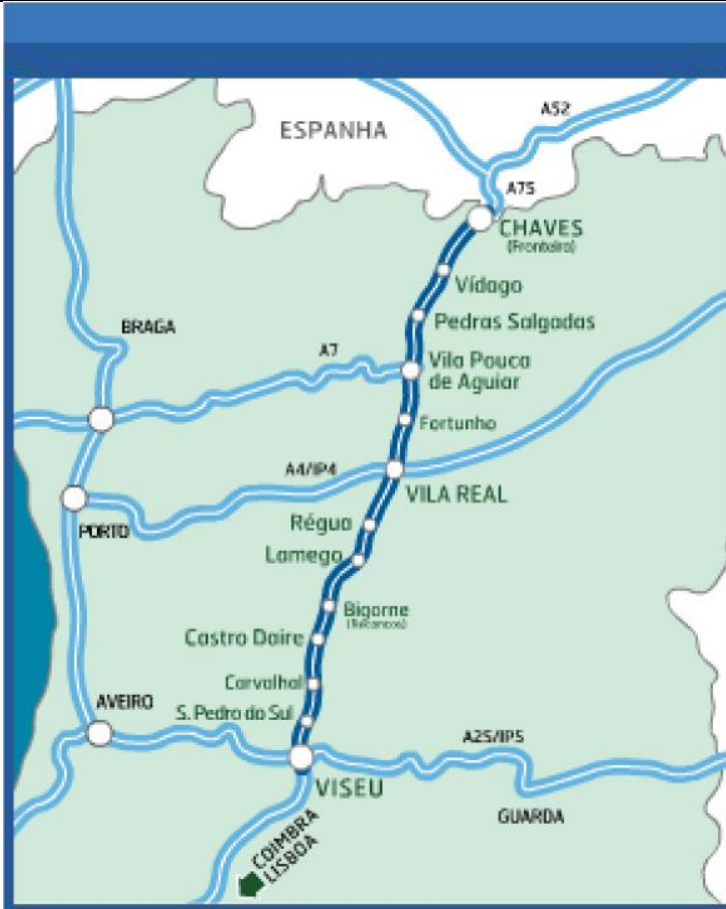 A52
ESPANHA
A75
CHAVES
(Fronteira)
Vidago
Pedras Salgadas
BRAGA
A7
Vila Pouca
de Aguiar
Fortunho
A4/IP4
VILA REAL
PORTO
Régua
Lamego
Bigorne
Castro Daire
Carvalhal
AVEIRO
S. Pedro do Sul
A25/IP5
VISEU
GUARDA
COIMBRA
LISBOA